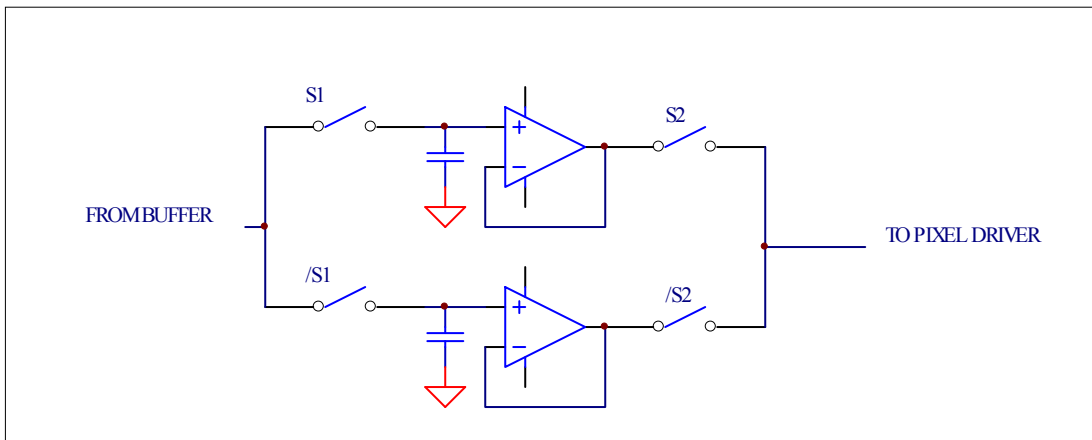 S1
S2
FROM BUFFER
TO PIXEL DRIVER
/S1
/S2